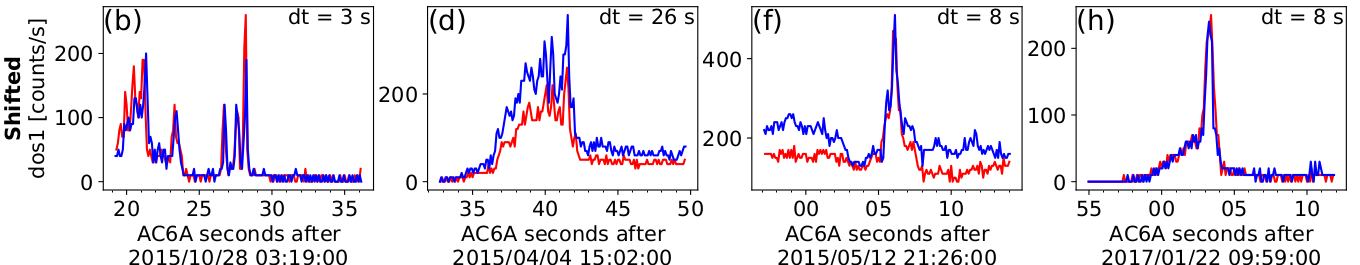 (b) dt = 3 s
(d) dt = 26 s
(f) dt = 8 s
(h) dt = 8 s
Shifted
dos1 [counts/s]
200
100
0
200
0
400
200
200
100
0
20 25 30 35
35 40 45 50
00 05 10
55 00 05 10
AC6A seconds after
2015/10/28 03:19:00
AC6A seconds after
2015/04/04 15:02:00
AC6A seconds after
2015/05/12 21:26:00
AC6A seconds after
2017/01/22 09:59:00